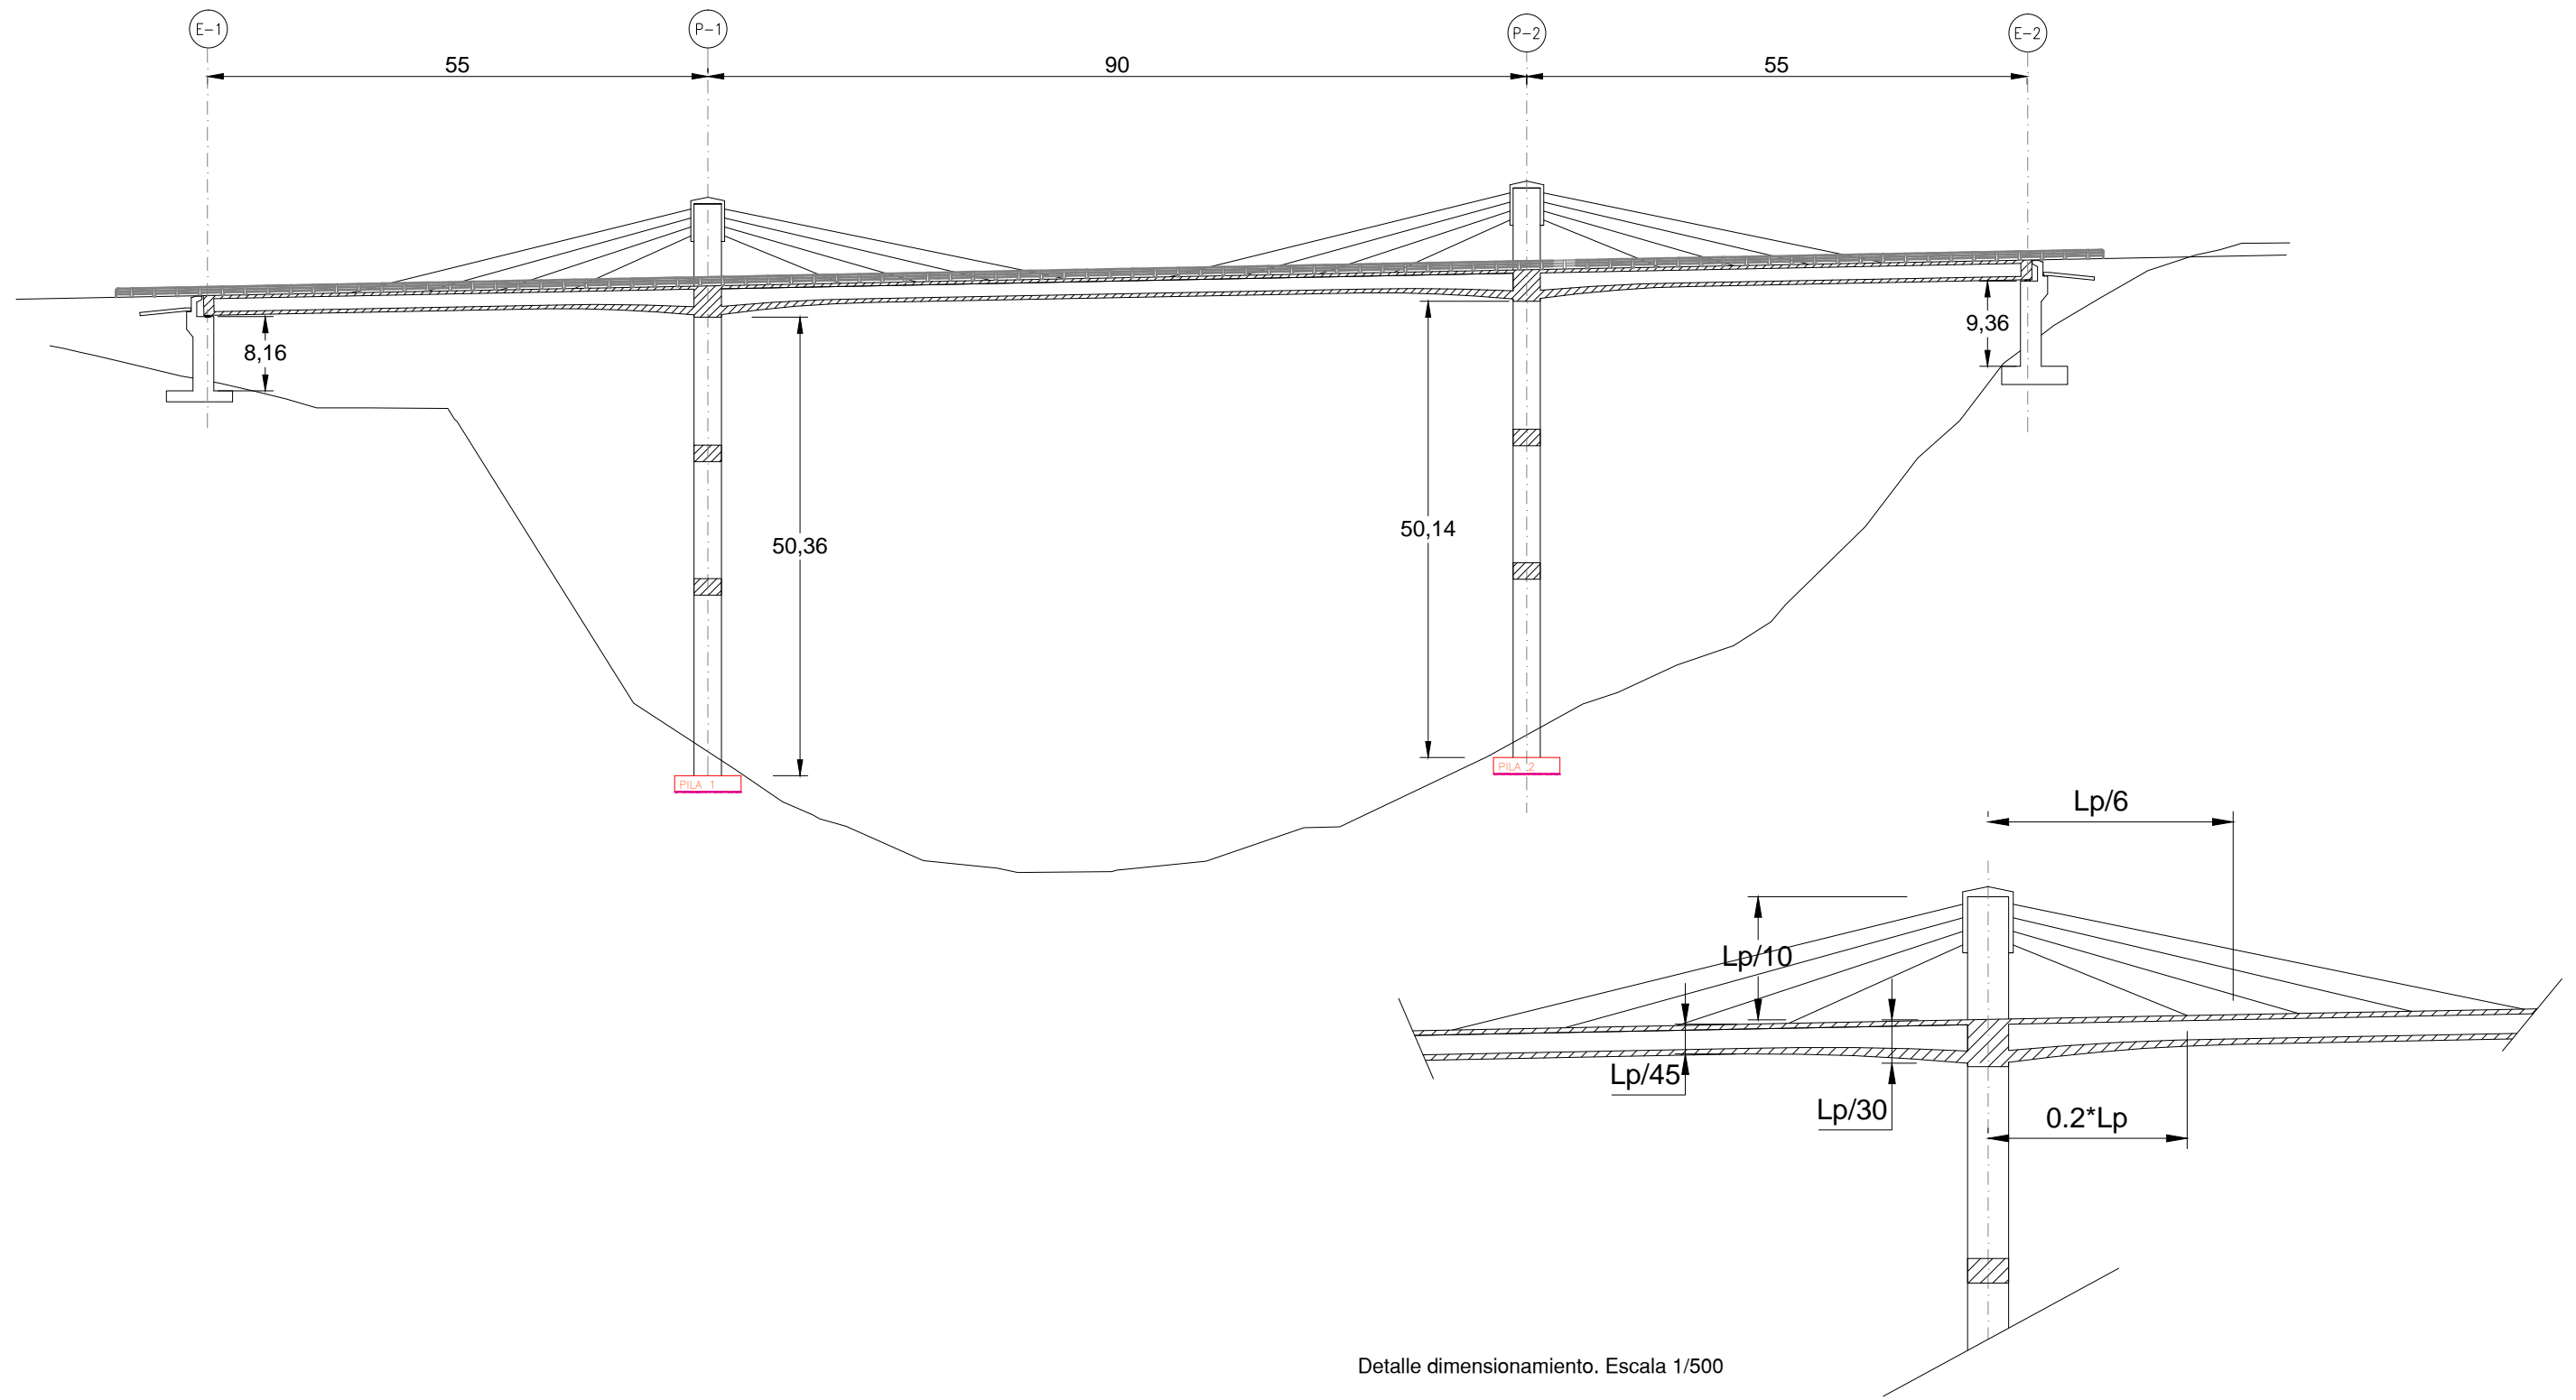 E-1
P-1
P-2
E-2
55
90
55
8,16
9,36
50,36
50,14
PILA 1
PILA 2
Lp/6
Lp/10
Lp/45
Lp/30
0.2*Lp
Detalle dimensionamiento. Escala 1/500